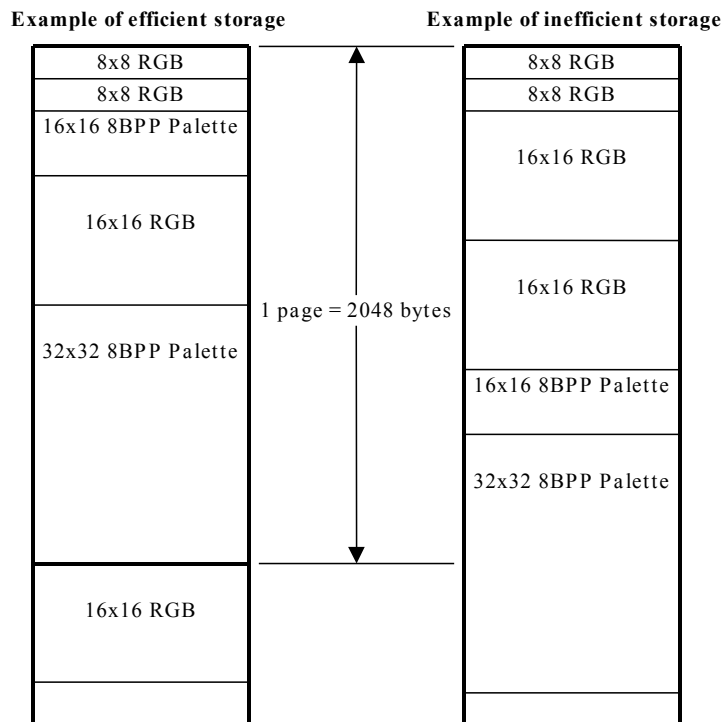 Example of efficient storage
8x8 RGB
8x8 RGB
16x16 8BPP Palette
16x16 RGB
32x32 8BPP Palette
16x16 RGB
1 page = 2048 bytes
Example of inefficient storage
8x8 RGB
8x8 RGB
16x16 RGB
16x16 RGB
16x16 8BPP Palette
32x32 8BPP Palette